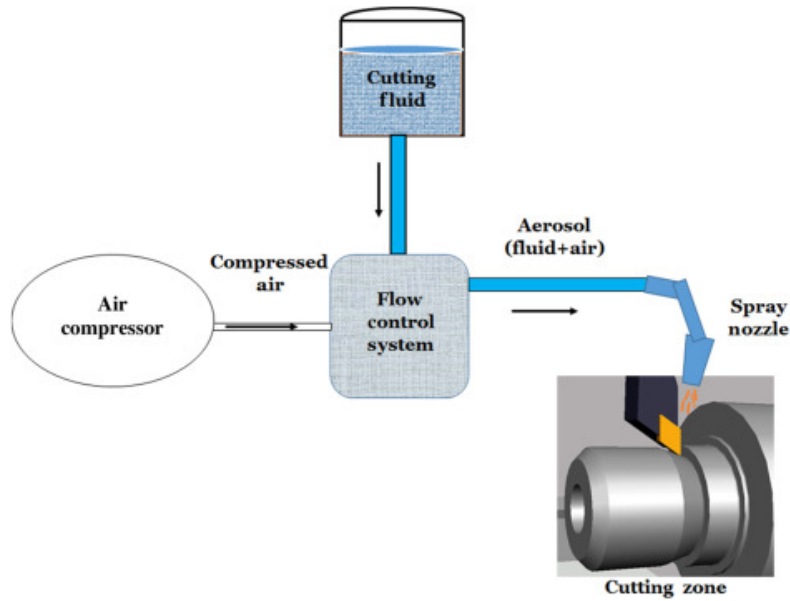 Cutting
fluid
Aerosol
(fluid+air)
Compressed
air
Air
compressor
Flow
control
system
Spray
nozzle
Cutting zone